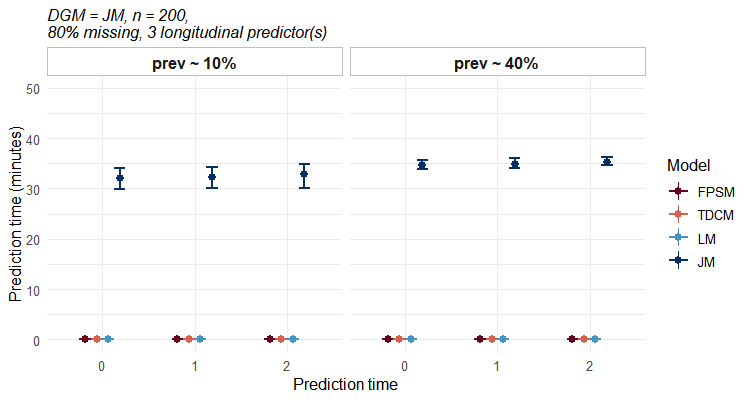 DGM = JM, n = 200,
80% missing, 3 longitudinal predictor(s)
prev ~ 10%
prev ~ 40%
Prediction time (minutes)
50
40
30
20
10
0
0
1
2
0
1
2
Prediction time
Model
FPSM
TDCM
LM
JM